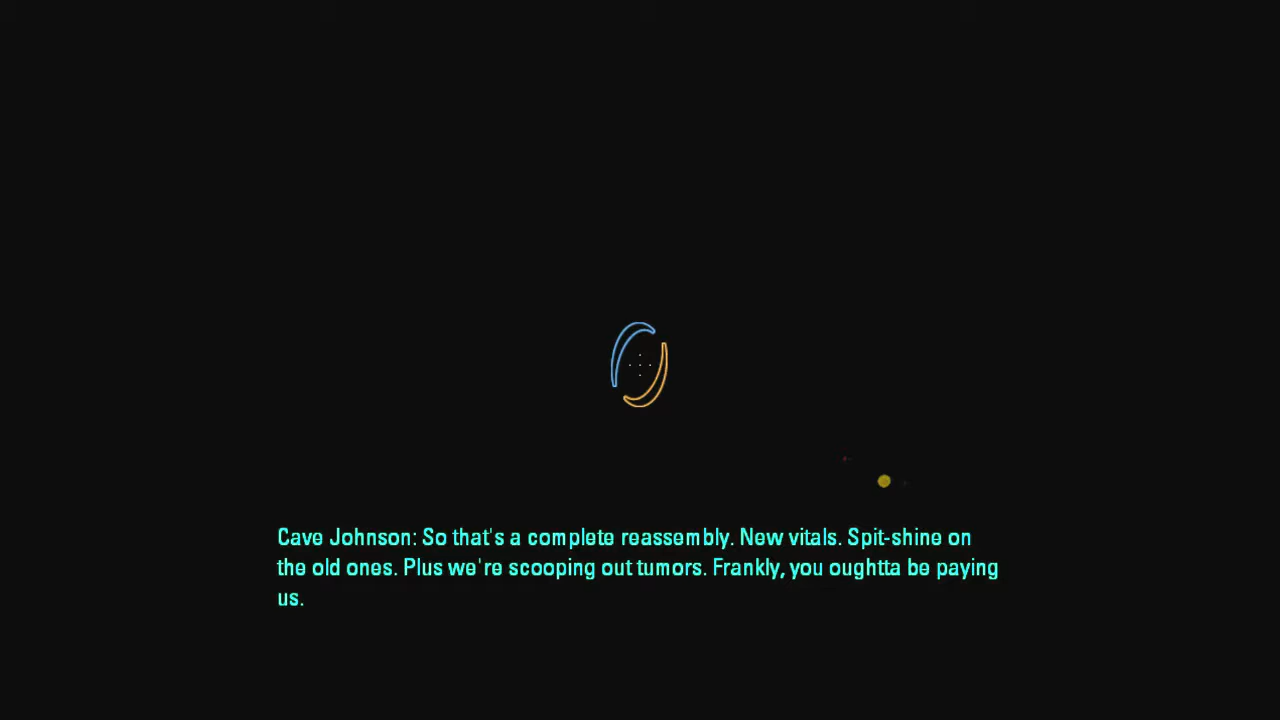 Cave Johnson: So that's a complete reassembly. New vitals. Spit-shine on
the old ones. Plus we're scooping out tumors. Frankly, you oughtta be paying
us.